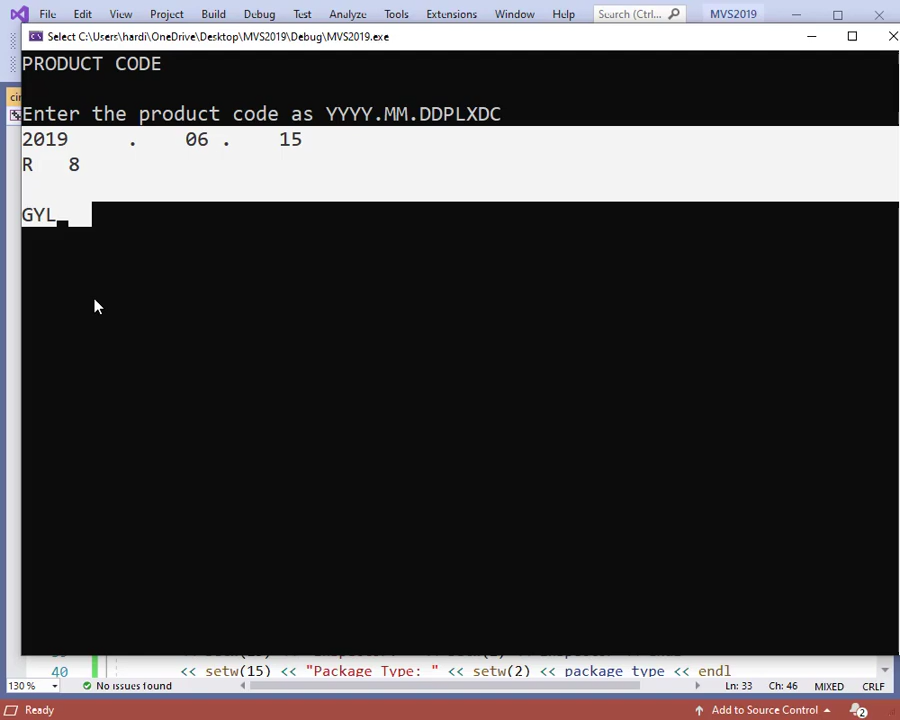 File Edit View Project Build Debug Test Analyze Tools Extensions Window Help Search (Ctrl... MVS2019
Select C:\Users\hardi\OneDrive\Desktop\MVS2019\Debug\MVS2019.exe
PRODUCT CODE
Enter the product code as YYYY.MM.DDPLXDC
2019 . 06 . 15
R 8
GYL
40 << setw(15) << "Package Type: " << setw(2) << package_type << endl
130 % No issues found Ln: 33 Ch: 46 MIXED CRLF
Ready Add to Source Control 2